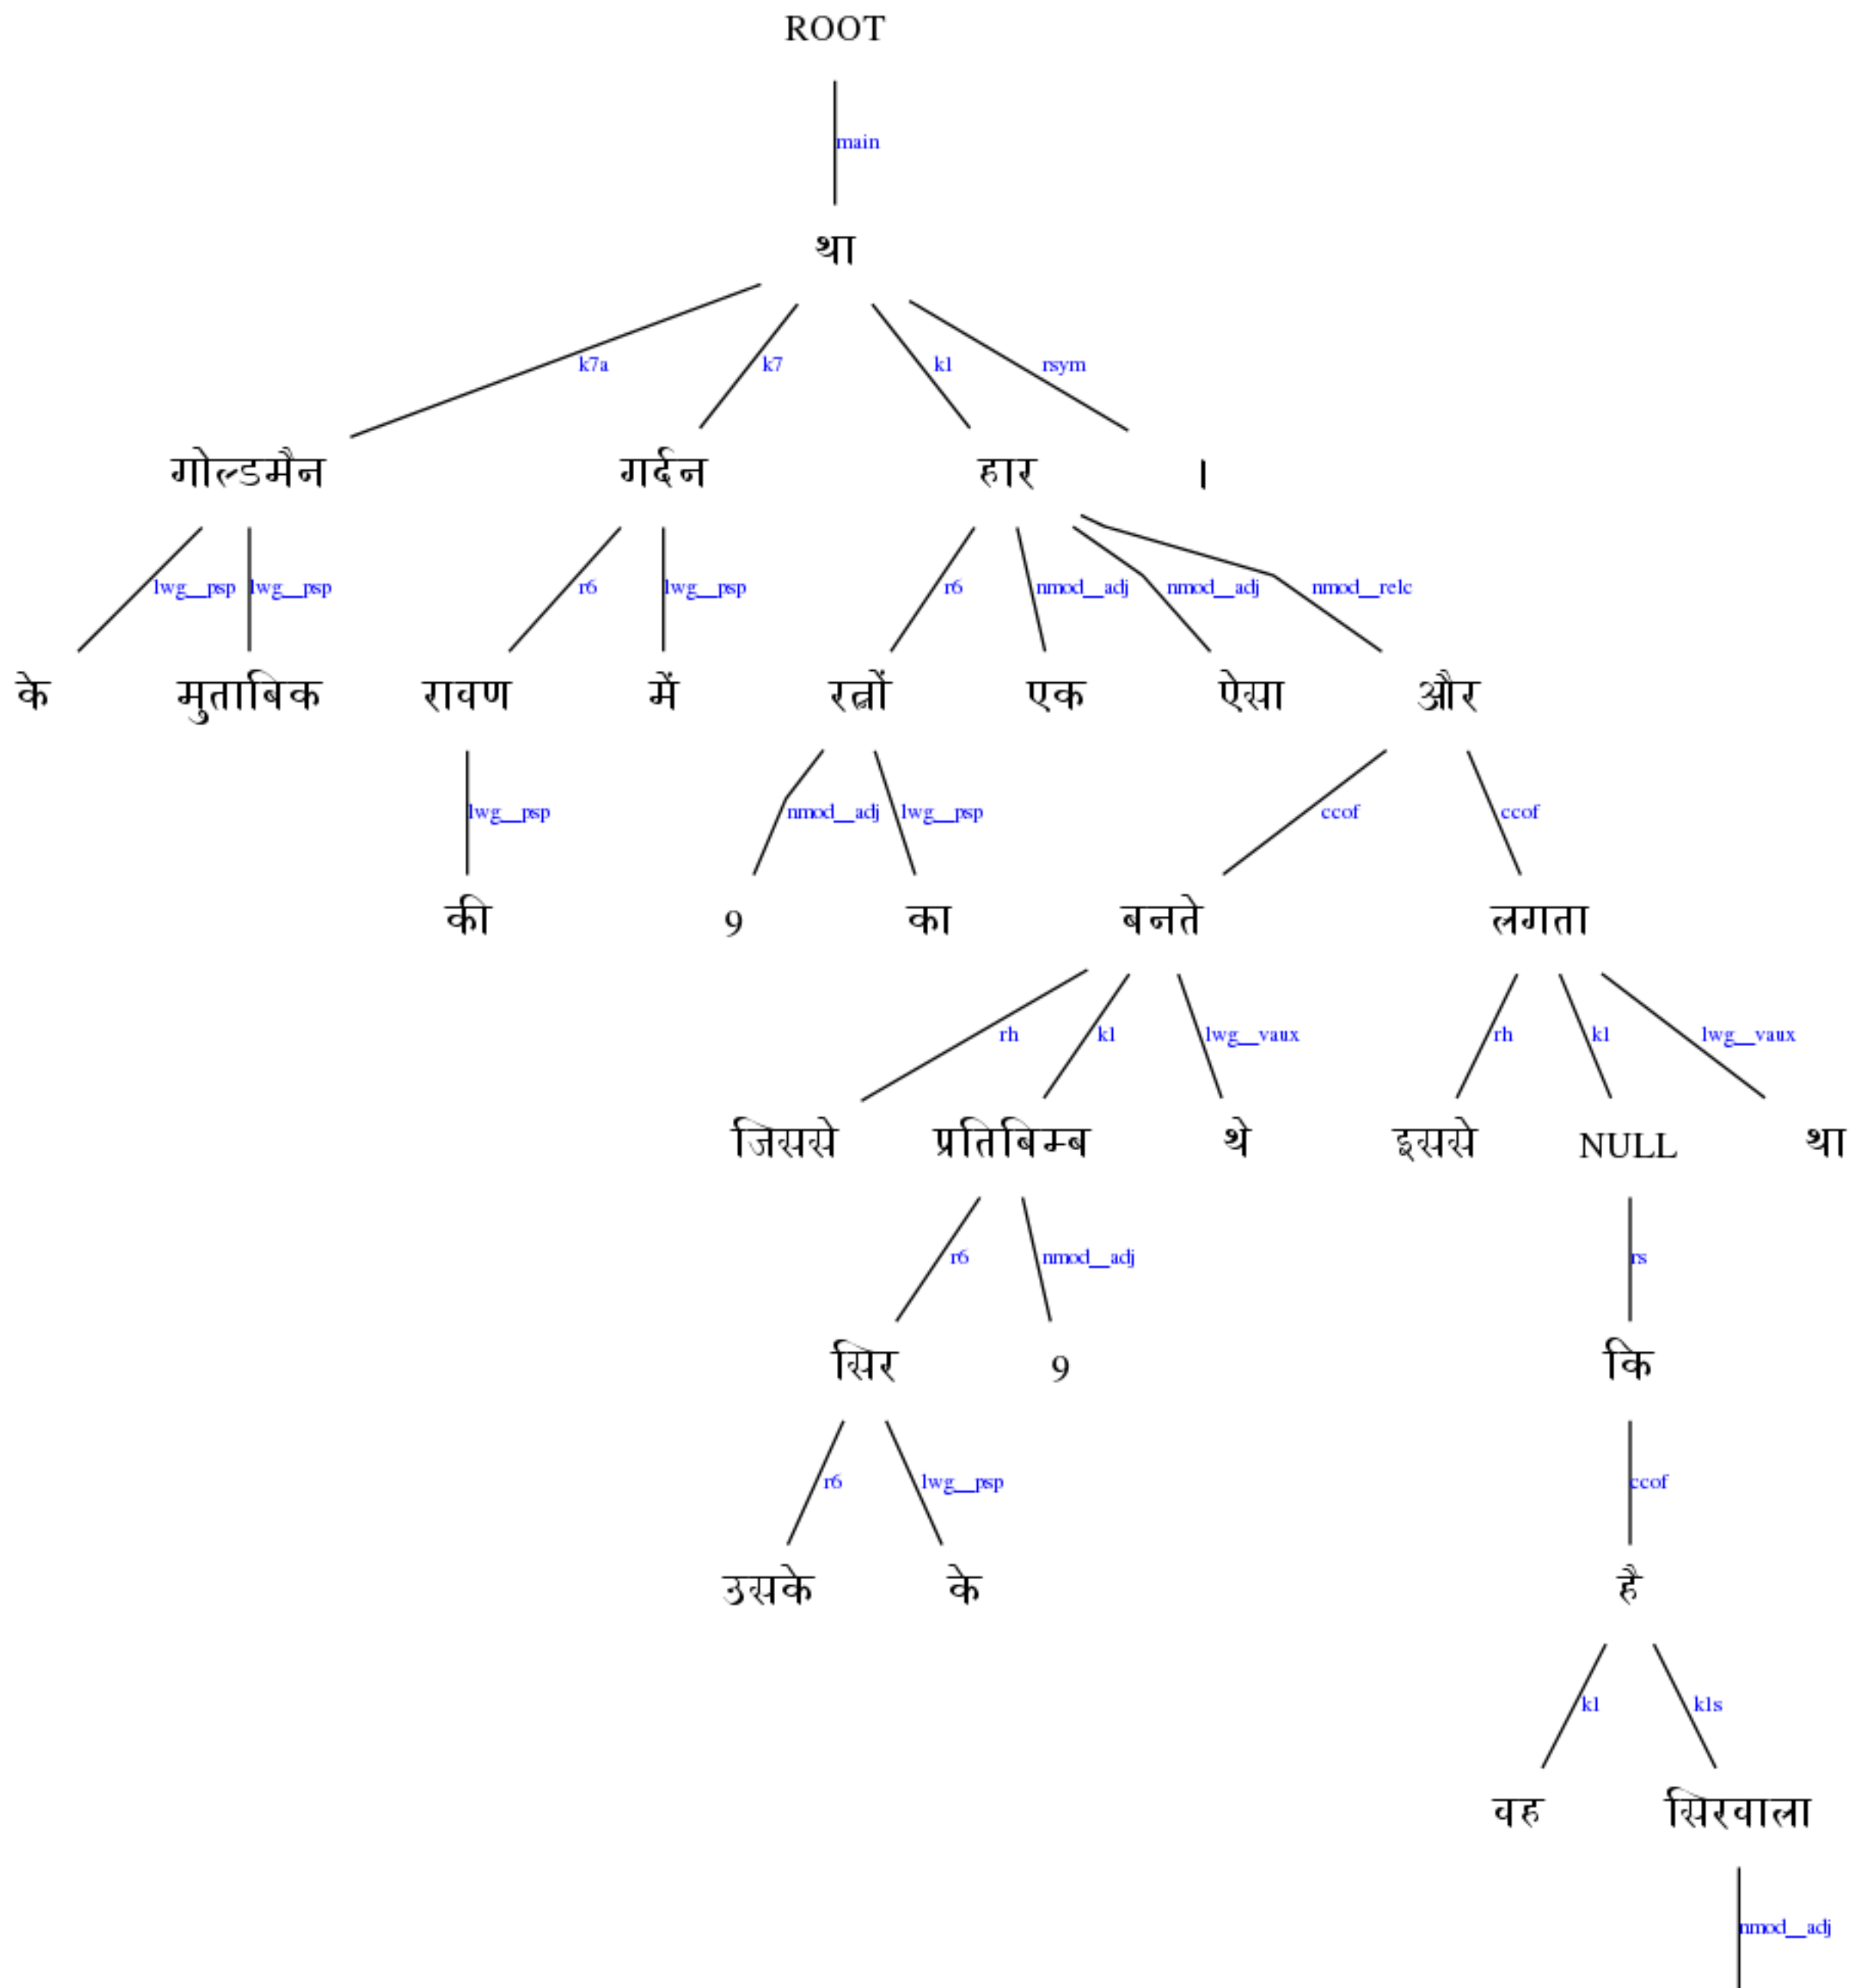 ROOT
main
था
k7a k7 k1 rsym
गोल्डमैन गर्दन हार ।
lwg__psp lwg__psp r6 lwg__psp r6 nmod__adj nmod__adj nmod__relc
के मुताबिक रावण में रत्नों एक ऐसा और
lwg__psp nmod__adj lwg__psp ccof ccof
की 9 का बनते लगता
rh k1 lwg__vaux rh k1 lwg__vaux
जिससे प्रतिबिम्ब थे इससे NULL था
r6 nmod__adj rs
सिर 9 कि
r6 lwg__psp ccof
उसके के है
k1 k1s
वह सिरवाला
nmod__adj